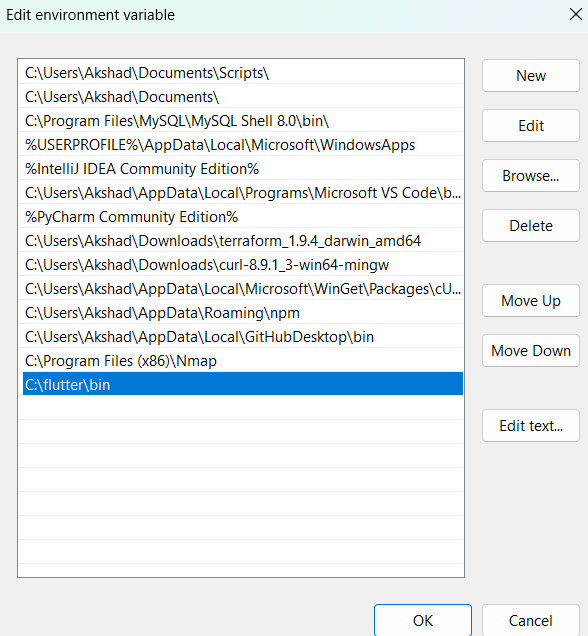 Edit environment variable
C:\Users\Akshad\Documents\Scripts\
C:\Users\Akshad\Documents\
C:\Program Files\MySQL\MySQL Shell 8.0\bin\
%USERPROFILE%\AppData\Local\Microsoft\WindowsApps
%IntelliJ IDEA Community Edition%
C:\Users\Akshad\AppData\Local\Programs\Microsoft VS Code\b...
%PyCharm Community Edition%
C:\Users\Akshad\Downloads\terraform_1.9.4_darwin_amd64
C:\Users\Akshad\Downloads\curl-8.9.1_3-win64-mingw
C:\Users\Akshad\AppData\Local\Microsoft\WinGet\Packages\cU...
C:\Users\Akshad\AppData\Roaming\npm
C:\Users\Akshad\AppData\Local\GitHubDesktop\bin
C:\Program Files (x86)\Nmap
C:\flutter\bin
New
Edit
Browse...
Delete
Move Up
Move Down
Edit text...
OK
Cancel